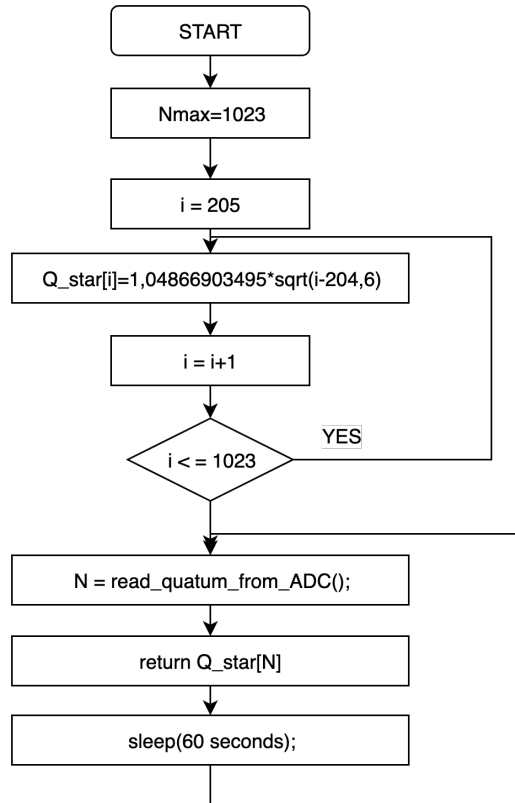 START
Nmax=1023
i = 205
Q_star[i]=1,04866903495*sqrt(i-204,6)
i = i+1
YES
i < = 1023
N = read_quatum_from_ADC();
return Q_star[N]
sleep(60 seconds);